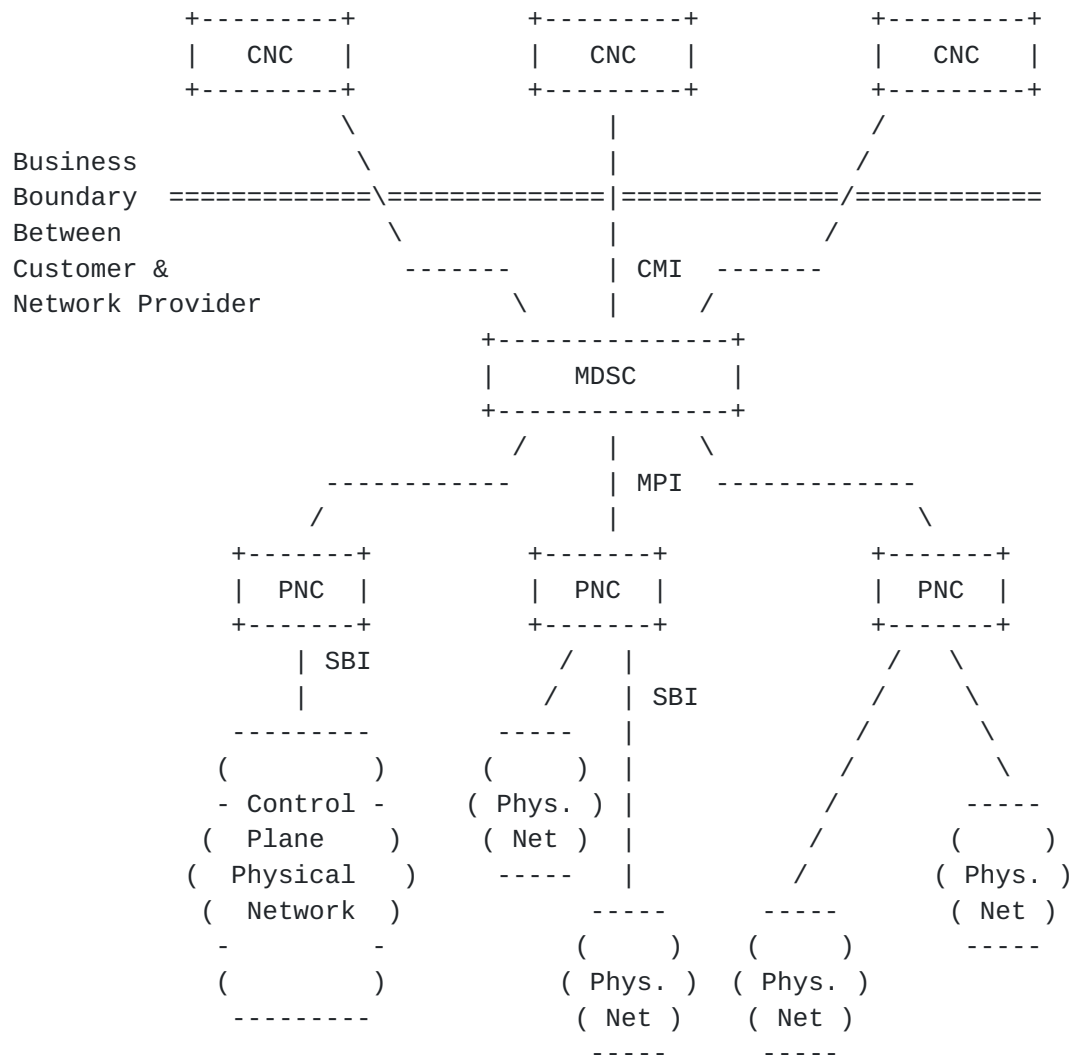 CNC CNC CNC
Business
Boundary
Between
Customer & CMI
Network Provider
MDSC
MPI
PNC PNC PNC
SBI
SBI
Control Phys.
Plane Net
Physical Phys.
Network Net
Phys. Phys.
Net Net